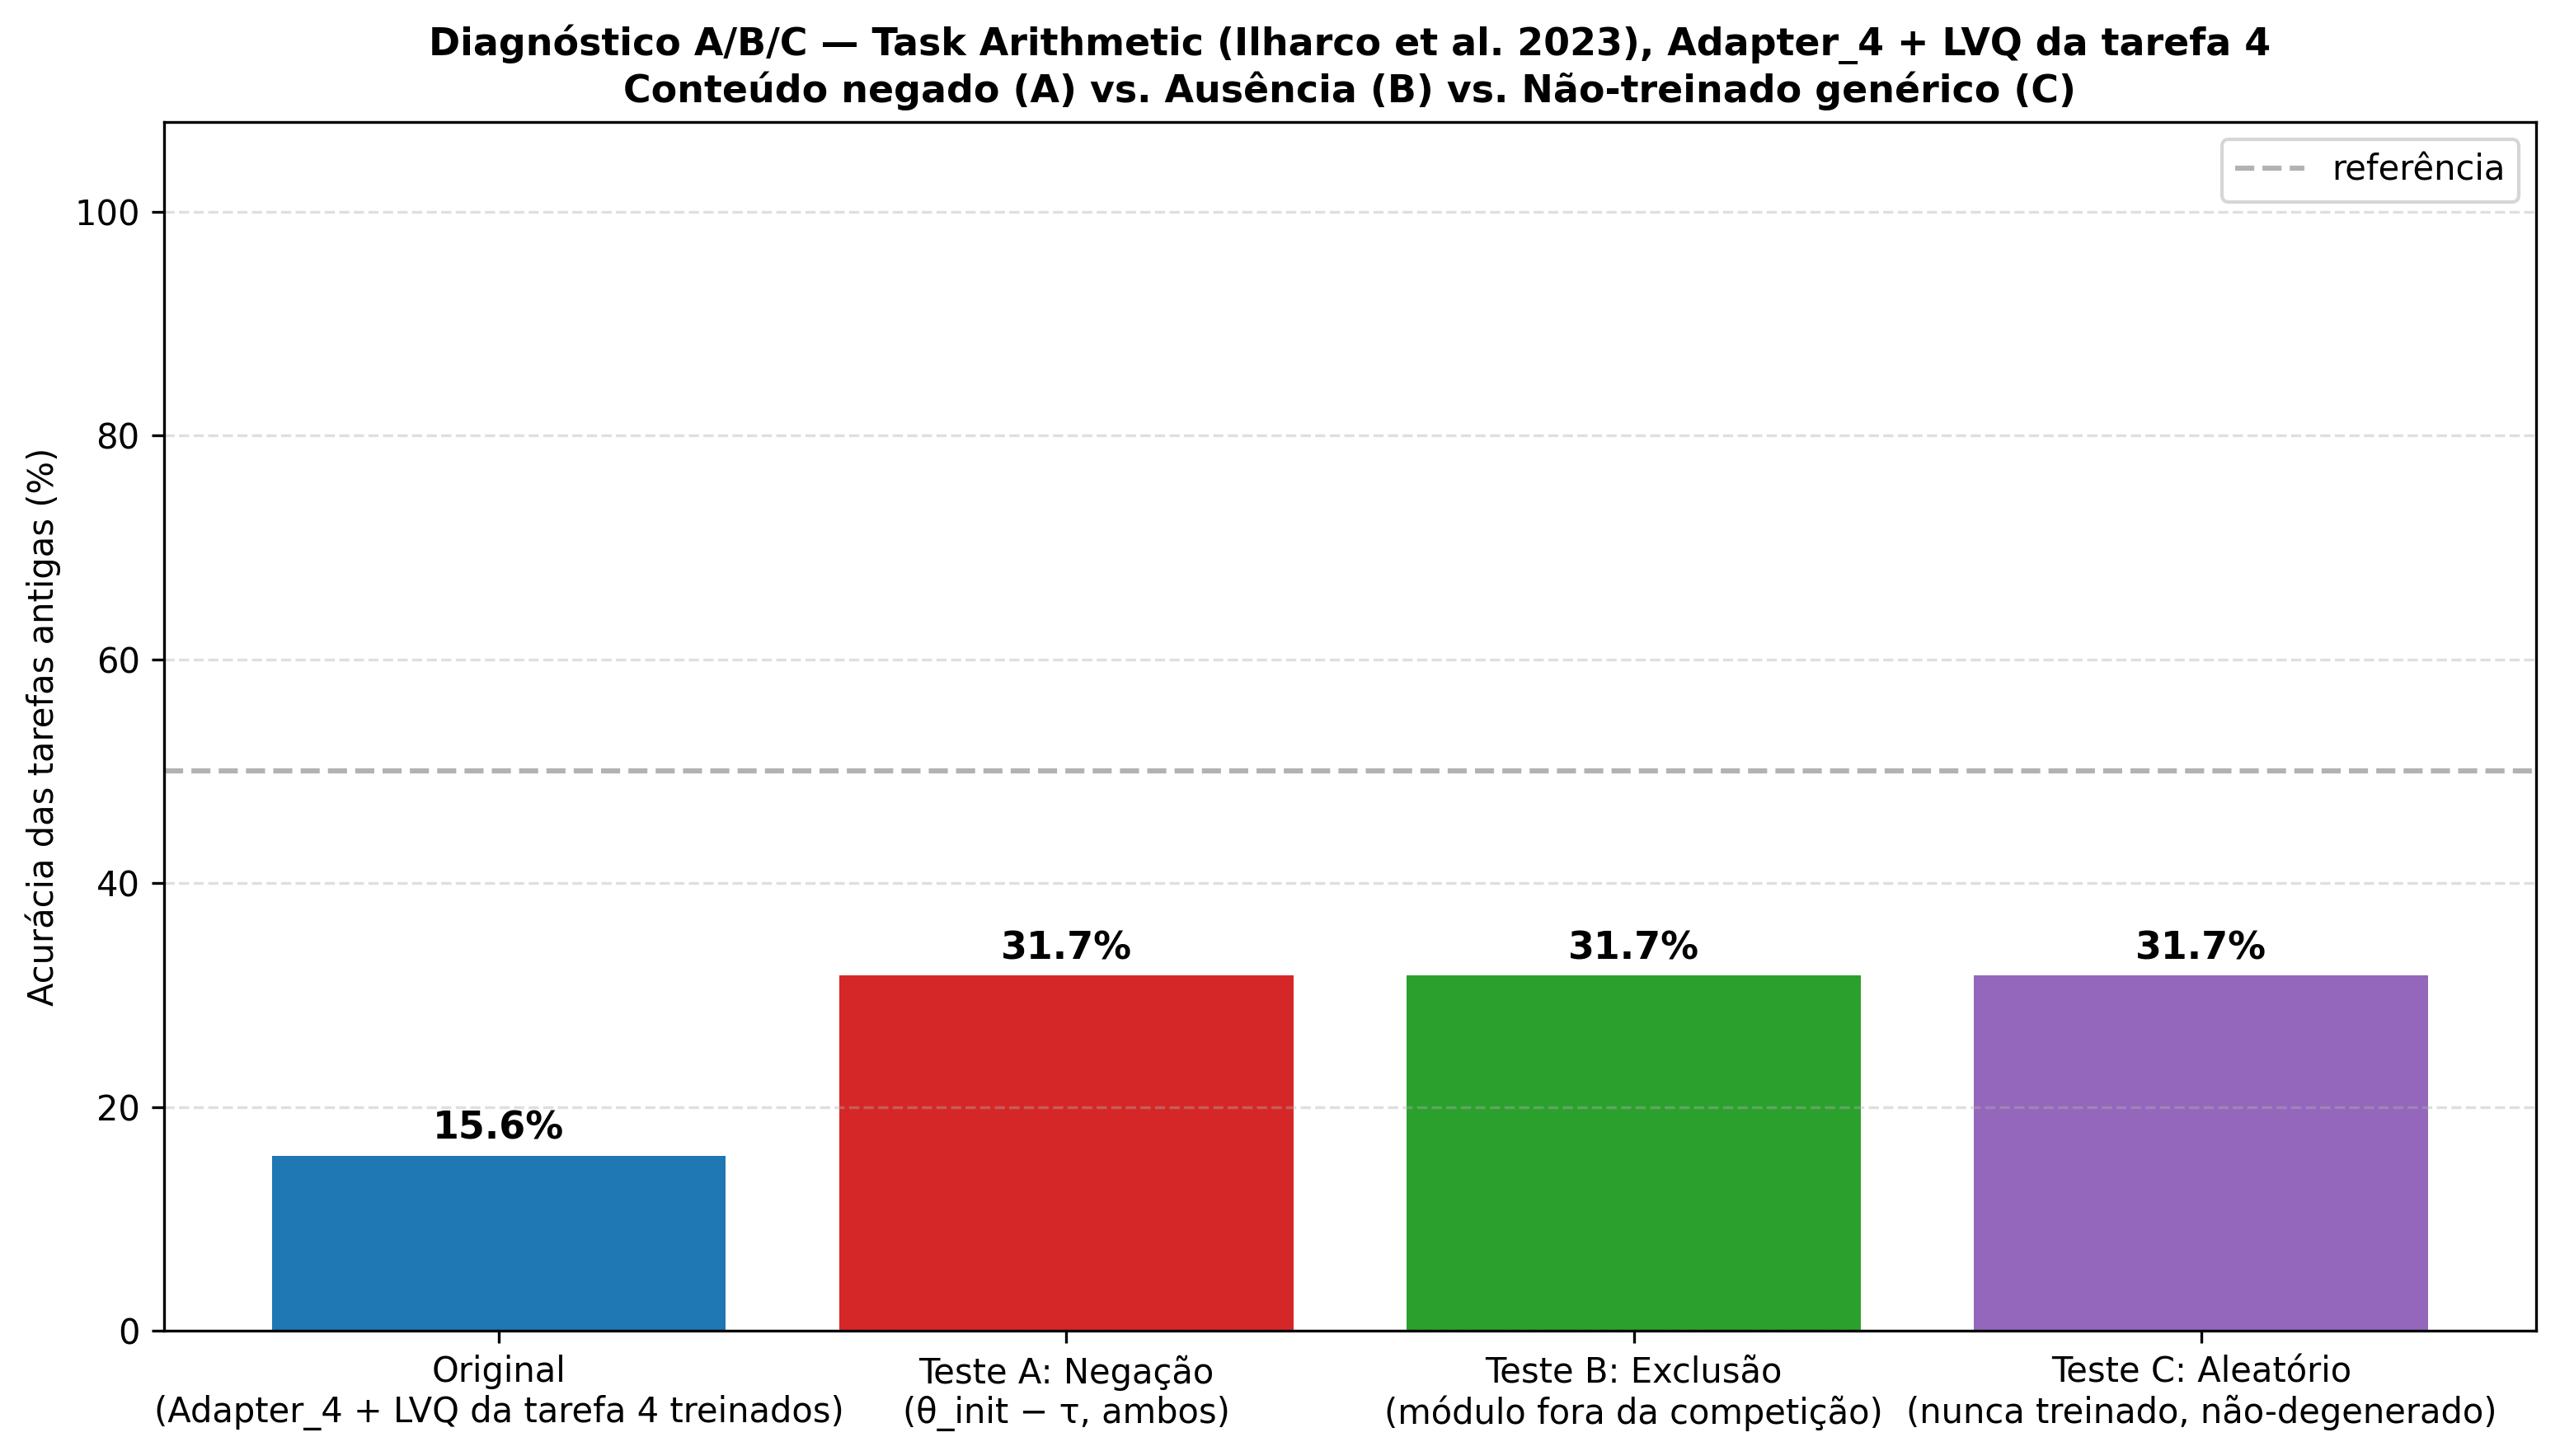 Diagnóstico A/B/C — Task Arithmetic (Ilharco et al. 2023), Adapter_4 + LVQ da tarefa 4
Conteúdo negado (A) vs. Ausência (B) vs. Não-treinado genérico (C)
referência
Acurácia das tarefas antigas (%)
100
80
60
40
20
0
15.6%
31.7%
31.7%
31.7%
Original
(Adapter_4 + LVQ da tarefa 4 treinados)
Teste A: Negação
(θ_init − τ, ambos)
Teste B: Exclusão
(módulo fora da competição)
Teste C: Aleatório
(nunca treinado, não-degenerado)